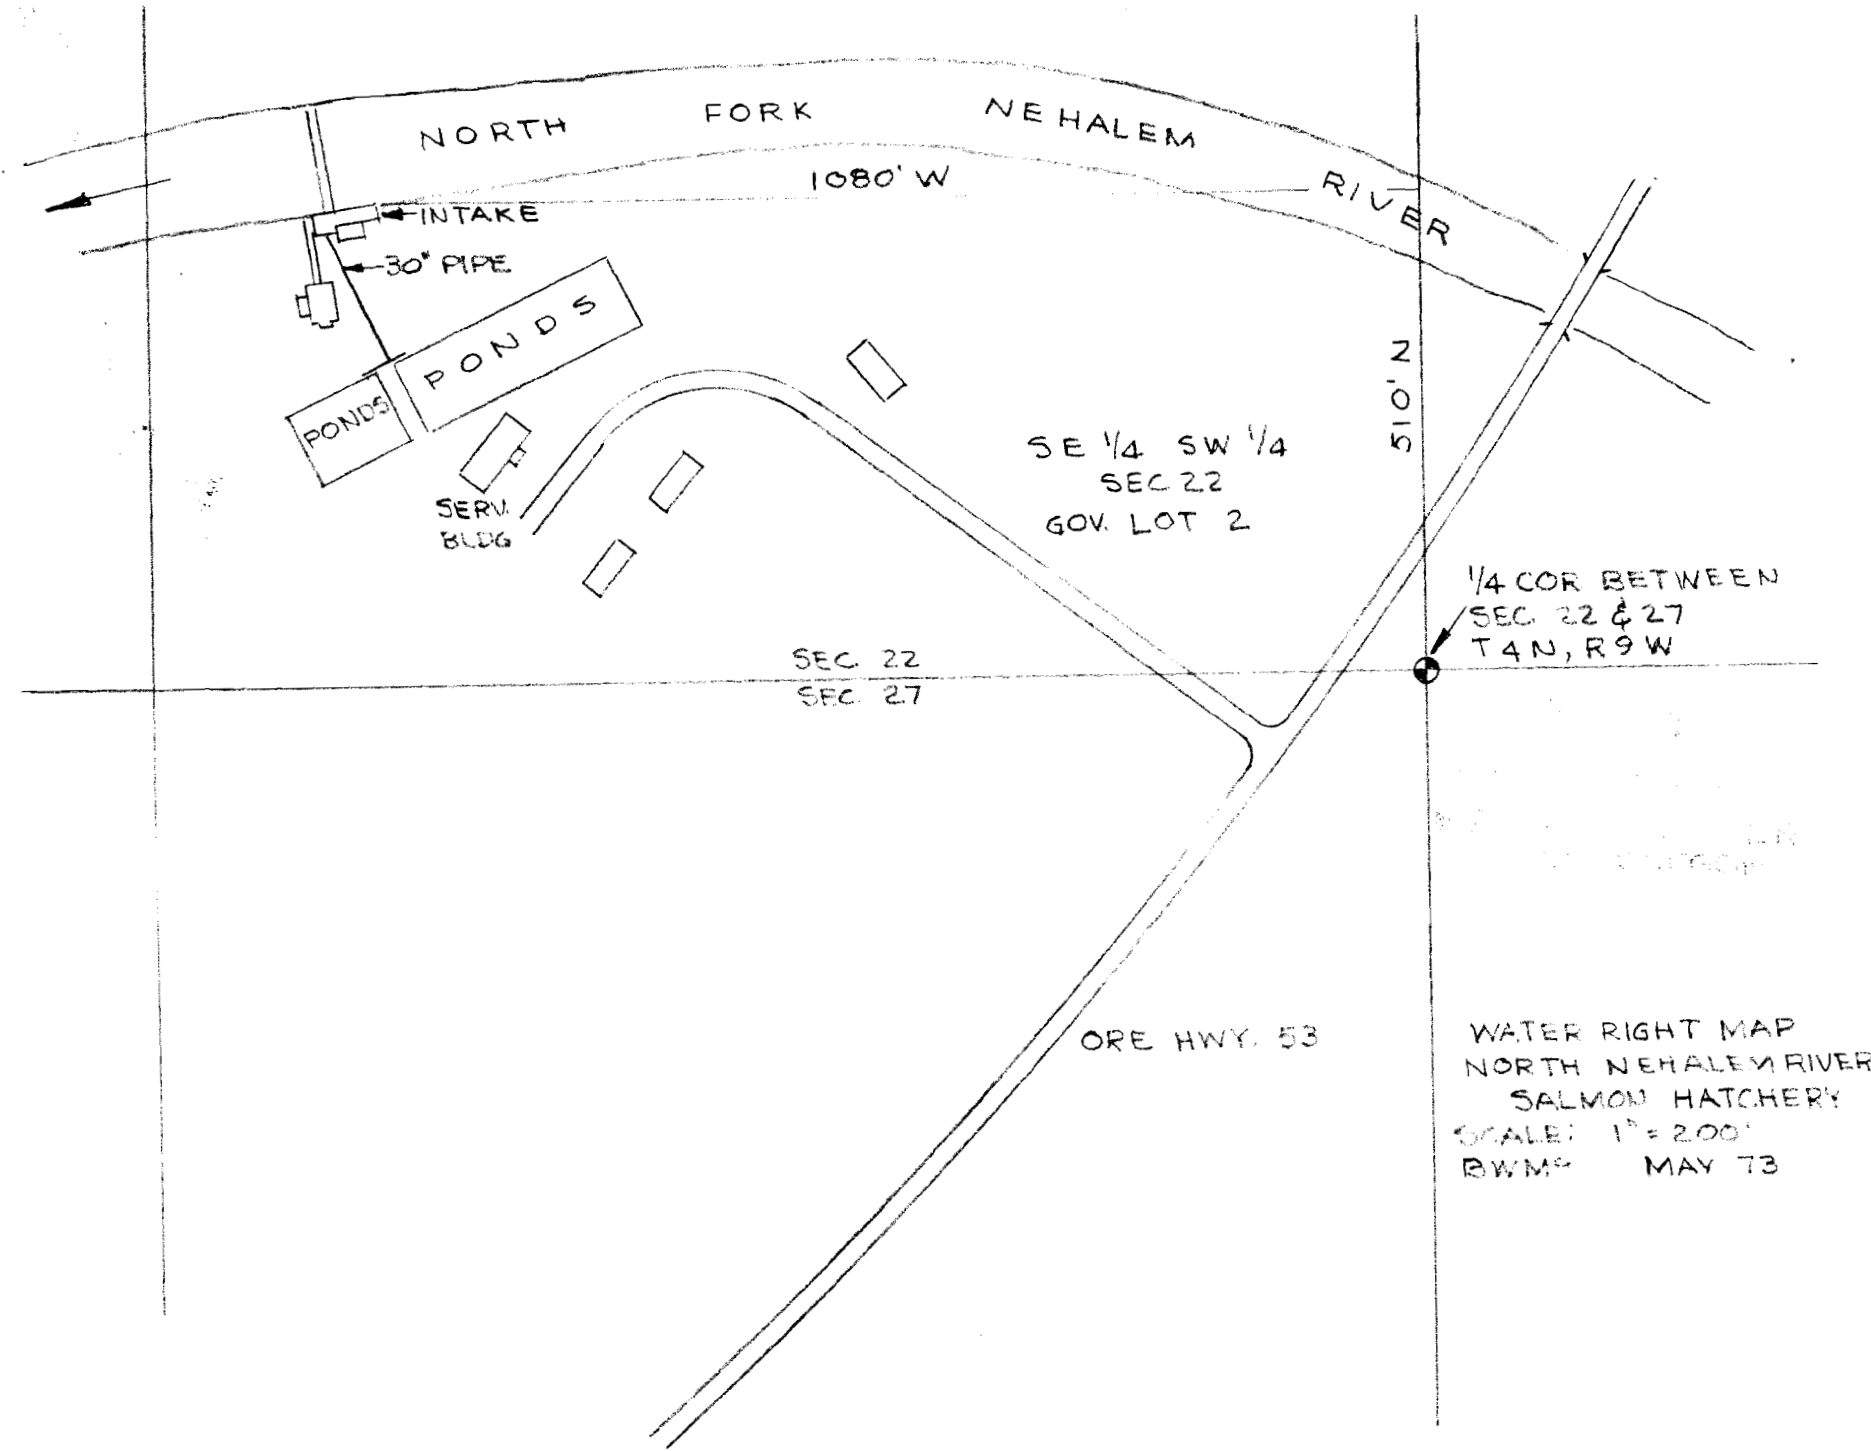 NORTH FORK NEHALEM RIVER
1080' W
INTAKE
30" PIPE
PONDS
PONDS
SERV.
BLDG
510' N
SE 1/4 SW 1/4
SEC 22
GOV. LOT 2
1/4 COR BETWEEN
SEC. 22 & 27
T4N, R9W
SEC. 22
SEC. 27
ORE HWY. 53
WATER RIGHT MAP
NORTH NEHALEM RIVER
SALMON HATCHERY
SCALE: 1" = 200'
BWMc MAY 73